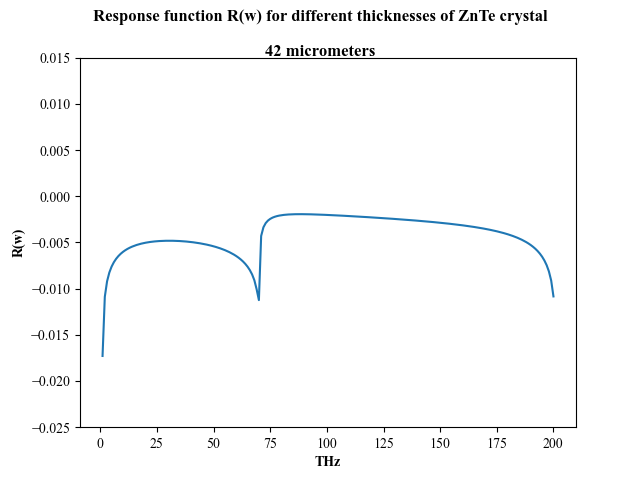 Response function R(w) for different thicknesses of ZnTe crystal
42 micrometers
0.015
0.010
0.005
0.000
−0.005
−0.010
−0.015
−0.020
−0.025
R(w)
0 25 50 75 100 125 150 175 200
THz